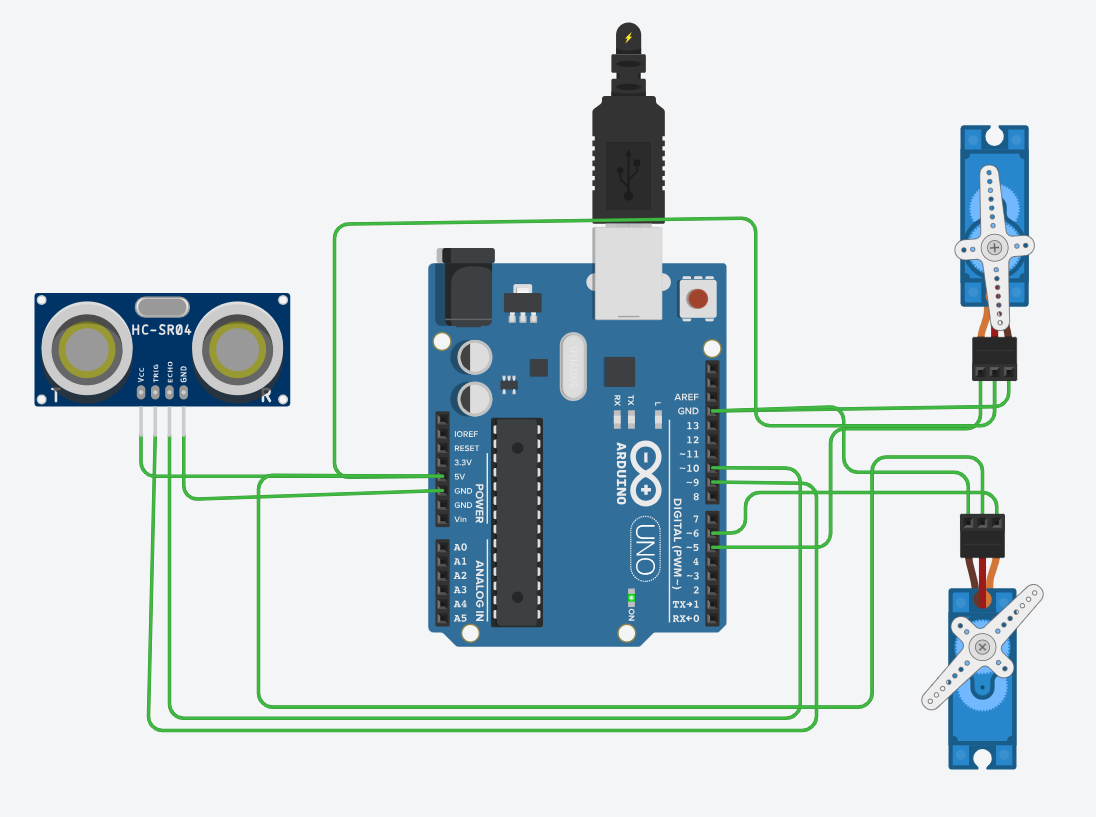 HC-SR04
VCC
TRIG
ECHO
GND
T
R
IOREF
RESET
3.3V
5V
GND
GND
Vin
POWER
A0
A1
A2
A3
A4
A5
ANALOG IN
RX
TX
L
ARDUINO
UNO
ON
AREF
GND
13
12
~11
~10
~9
8
7
~6
~5
4
~3
2
TX→1
RX←0
DIGITAL (PWM ~)